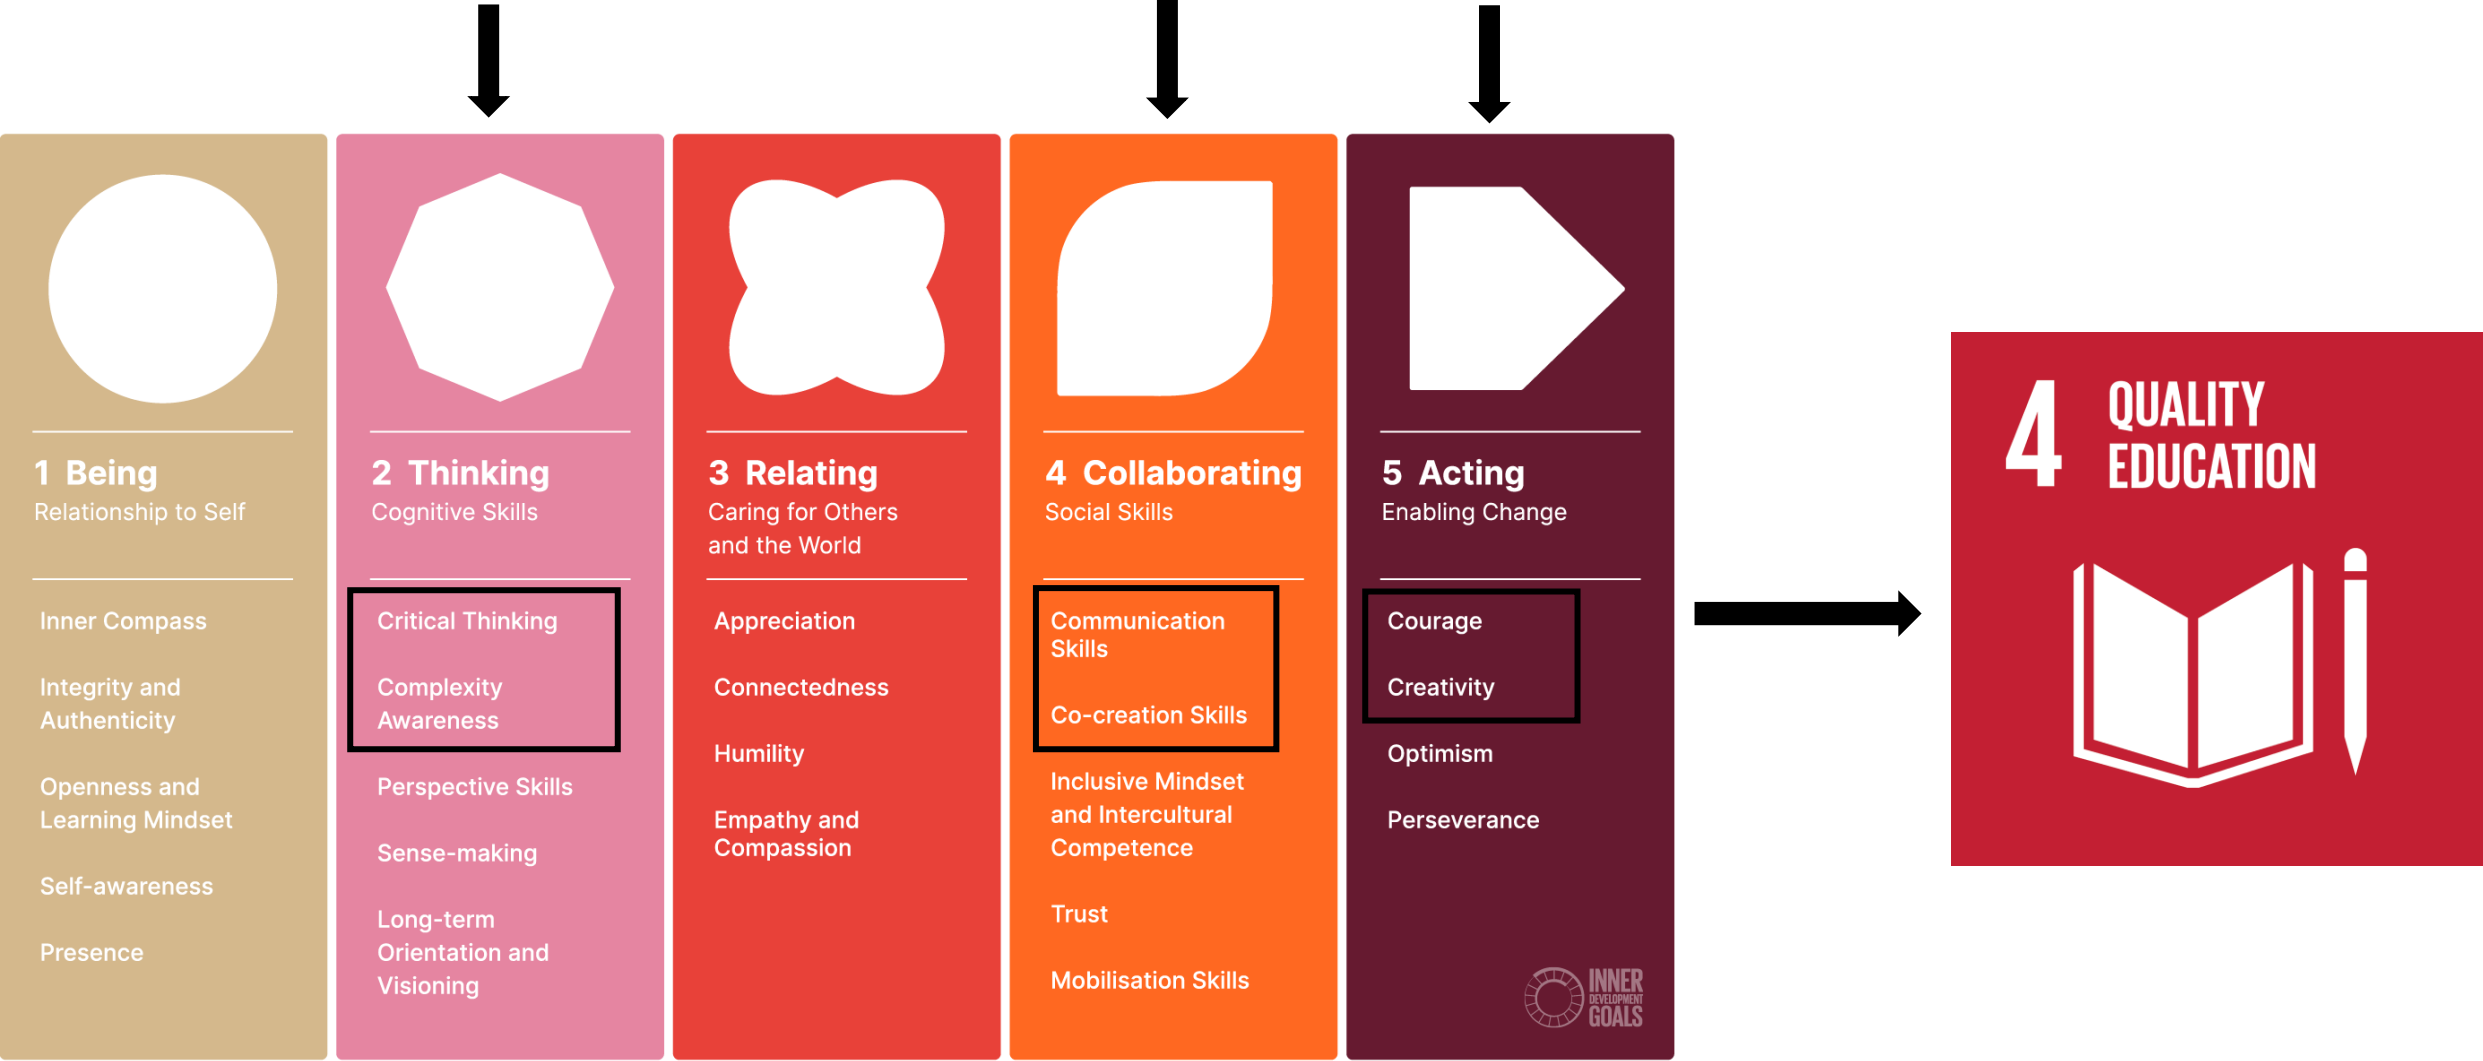 1 Being
Relationship to Self
Inner Compass
Integrity and
Authenticity
Openness and
Learning Mindset
Self-awareness
Presence
2 Thinking
Cognitive Skills
Critical Thinking
Complexity
Awareness
Perspective Skills
Sense-making
Long-term
Orientation and
Visioning
3 Relating
Caring for Others
and the World
Appreciation
Connectedness
Humility
Empathy and
Compassion
4 Collaborating
Social Skills
Communication
Skills
Co-creation Skills
Inclusive Mindset
and Intercultural
Competence
Trust
Mobilisation Skills
5 Acting
Enabling Change
Courage
Creativity
Optimism
Perseverance
INNER
DEVELOPMENT
GOALS
4 QUALITY
EDUCATION